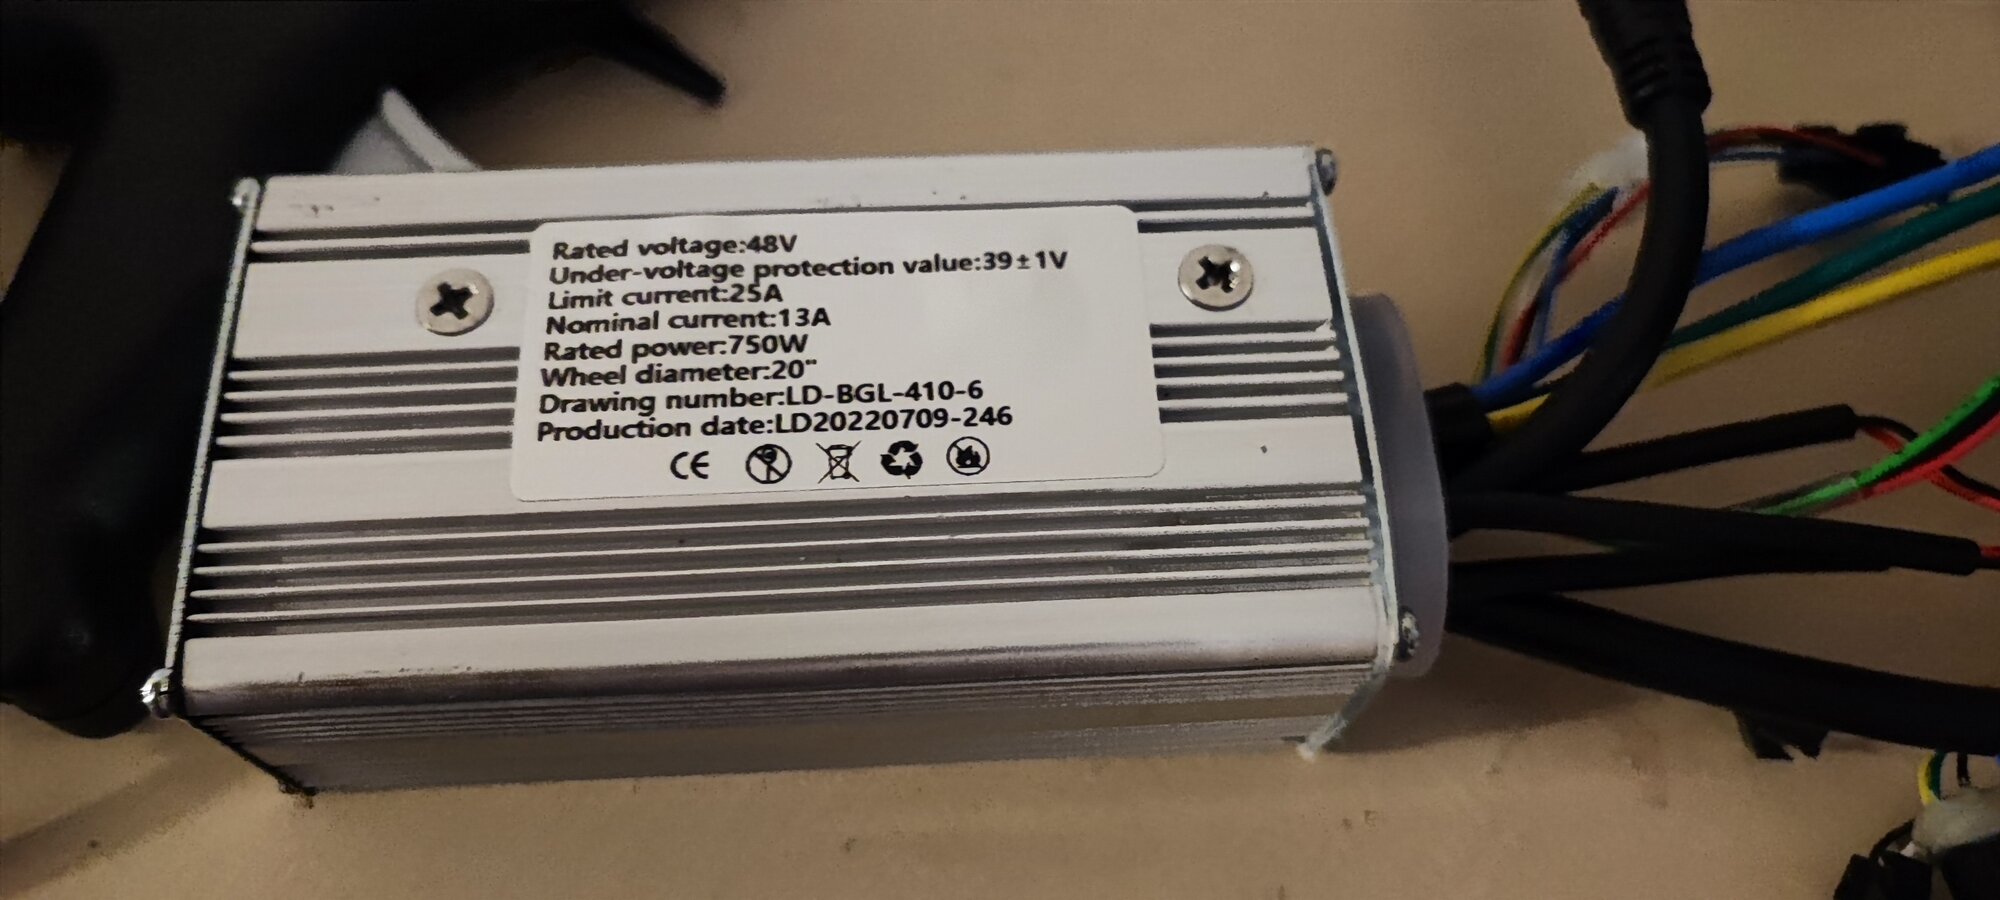 Rated voltage:48V
Under-voltage protection value:39±1V
Limit current:25A
Nominal current:13A
Rated power:750W
Wheel diameter:20"
Drawing number:LD-BGL-410-6
Production date:LD20220709-246
CE